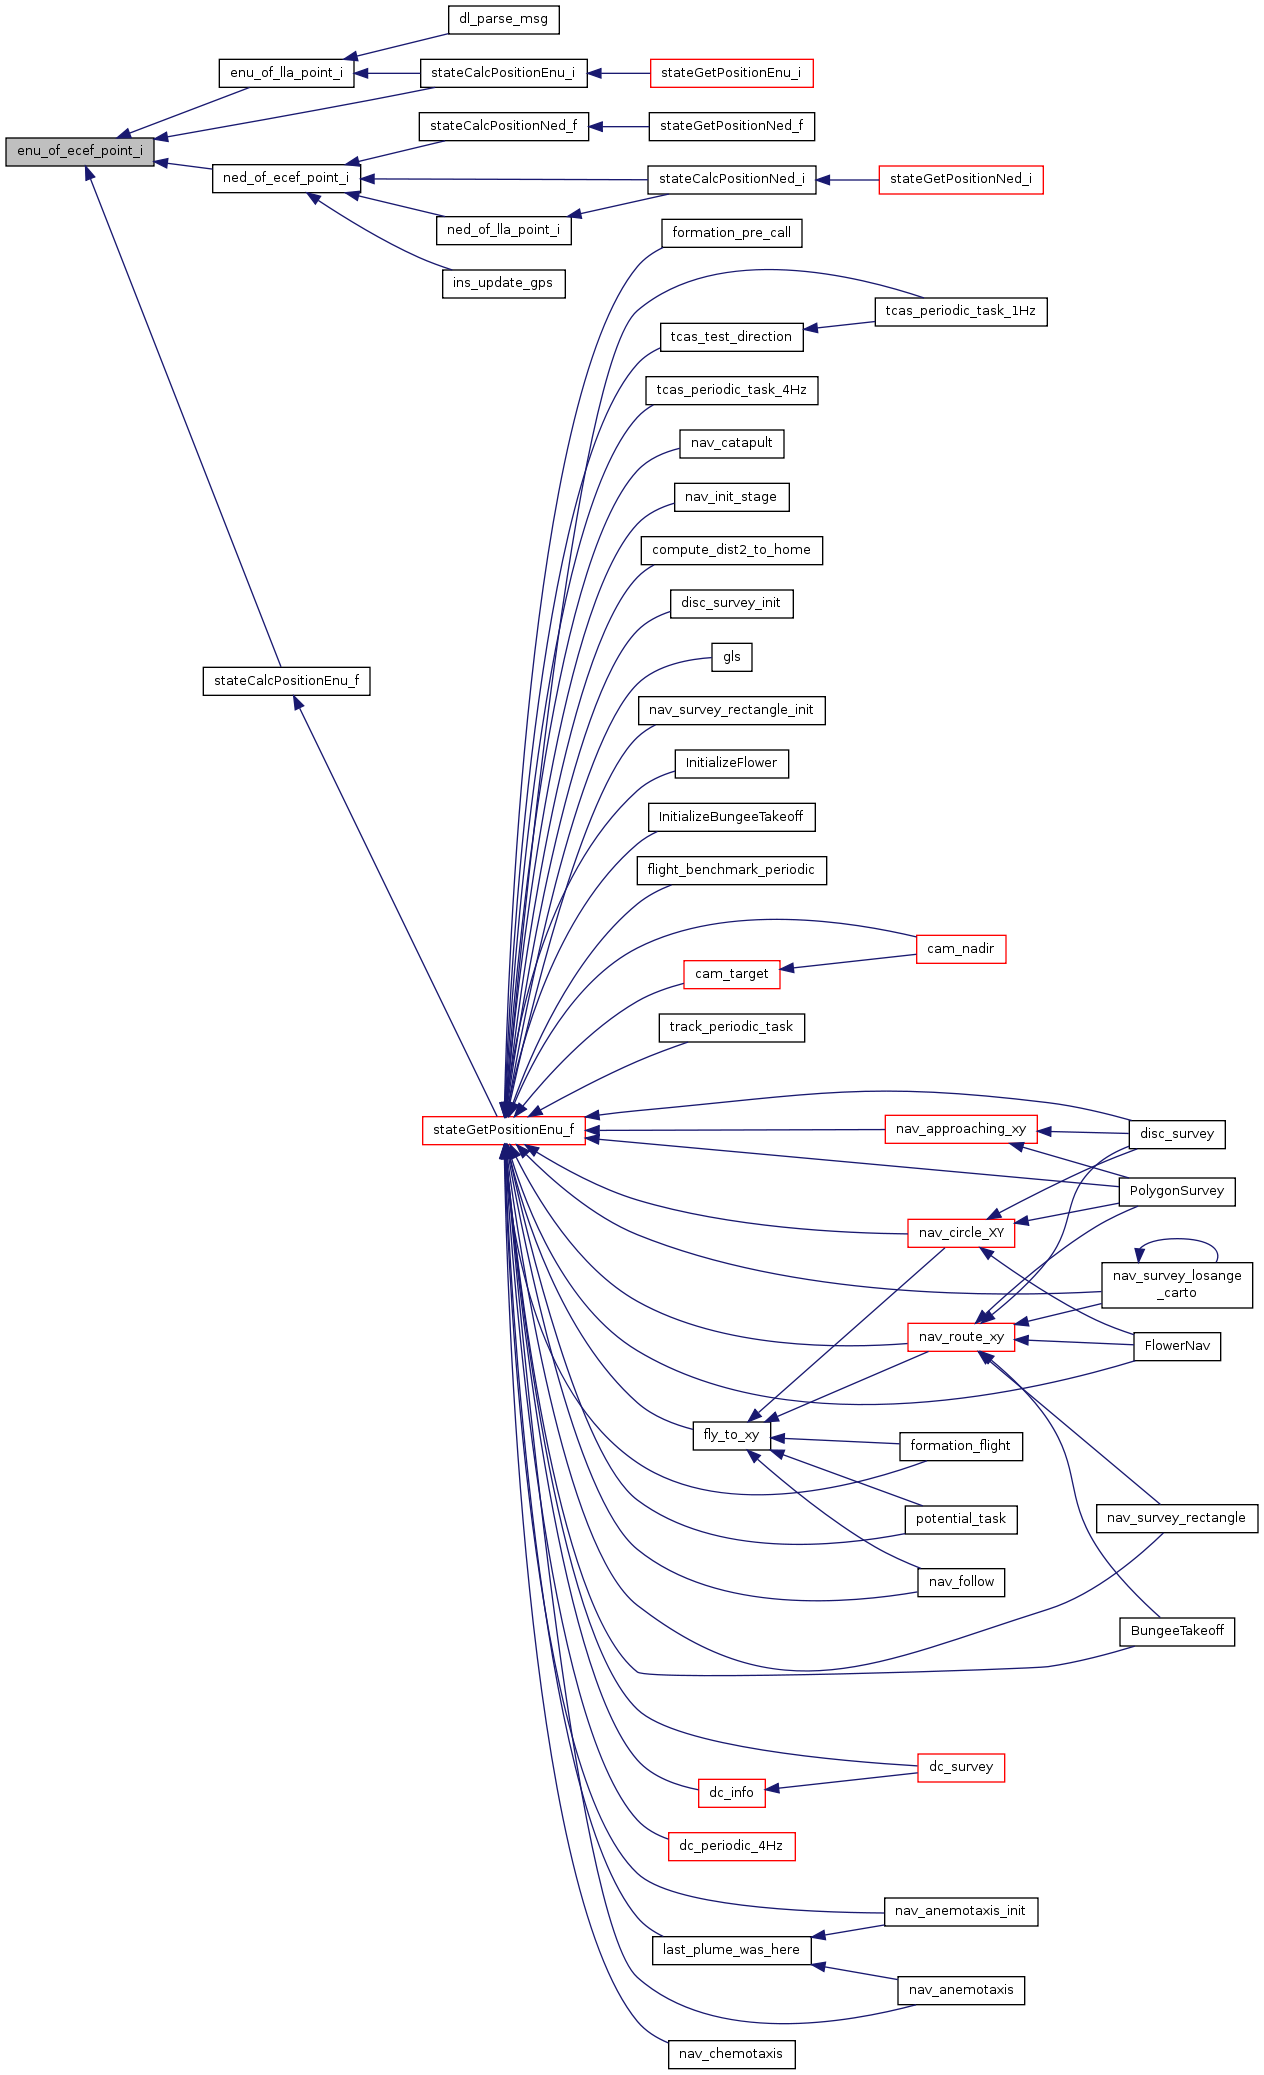 dl_parse_msg
enu_of_lla_point_i
stateCalcPositionEnu_i
stateGetPositionEnu_i
stateCalcPositionNed_f
stateGetPositionNed_f
enu_of_ecef_point_i
ned_of_ecef_point_i
stateCalcPositionNed_i
stateGetPositionNed_i
ned_of_lla_point_i
formation_pre_call
ins_update_gps
tcas_periodic_task_1Hz
tcas_test_direction
tcas_periodic_task_4Hz
nav_catapult
nav_init_stage
compute_dist2_to_home
disc_survey_init
gls
stateCalcPositionEnu_f
nav_survey_rectangle_init
InitializeFlower
InitializeBungeeTakeoff
flight_benchmark_periodic
cam_nadir
cam_target
track_periodic_task
stateGetPositionEnu_f
nav_approaching_xy
disc_survey
PolygonSurvey
nav_circle_XY
nav_survey_losange
_carto
nav_route_xy
FlowerNav
fly_to_xy
formation_flight
potential_task
nav_survey_rectangle
nav_follow
BungeeTakeoff
dc_survey
dc_info
dc_periodic_4Hz
nav_anemotaxis_init
last_plume_was_here
nav_anemotaxis
nav_chemotaxis